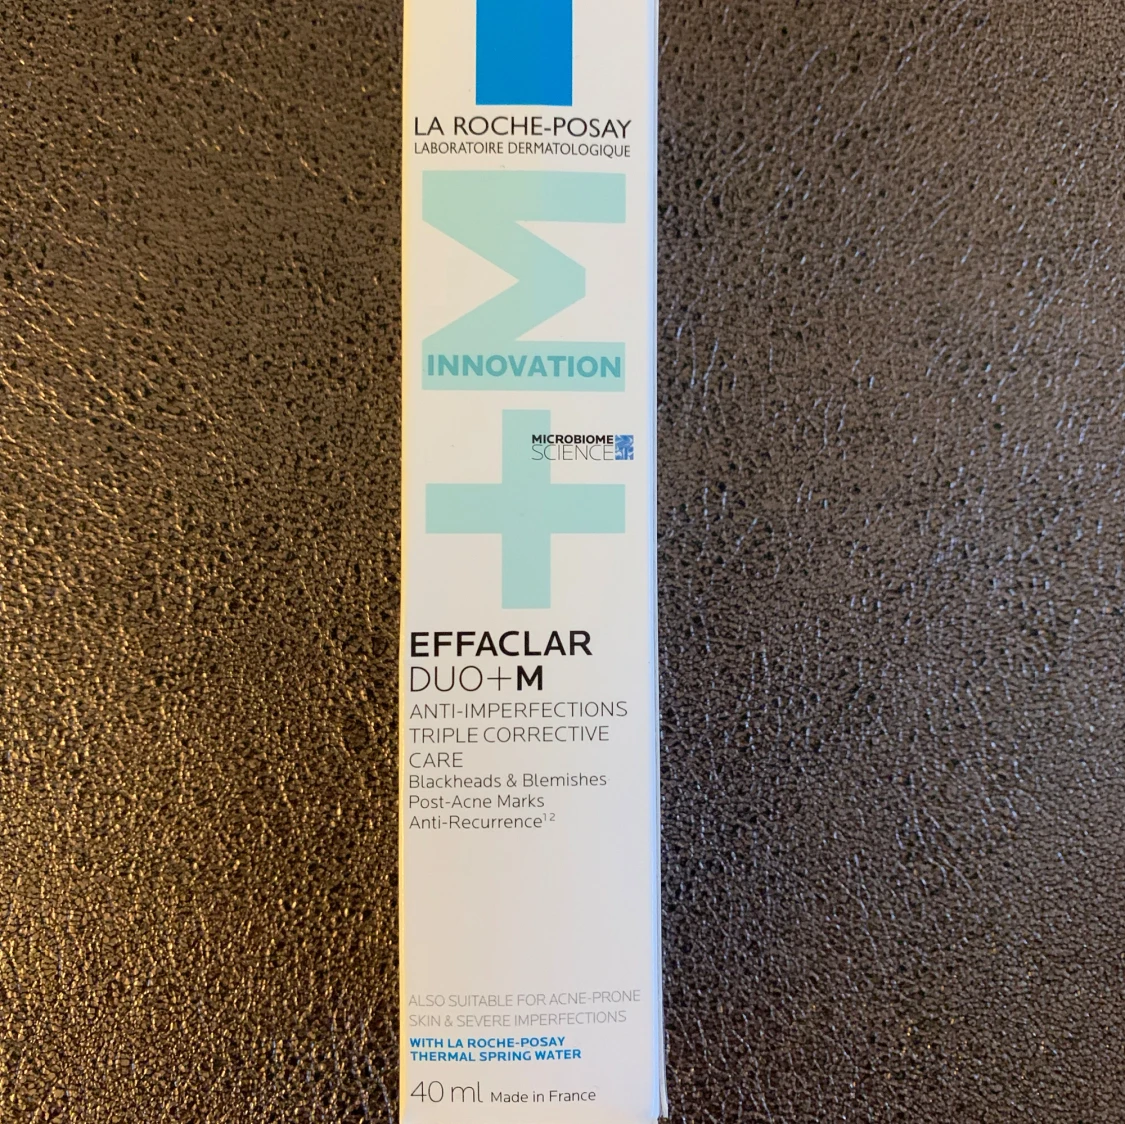 LA ROCHE-POSAY
LABORATOIRE DERMATOLOGIQUE
M
INNOVATION
+
MICROBIOME
SCIENCE
EFFACLAR
DUO+M
ANTI-IMPERFECTIONS
TRIPLE CORRECTIVE
CARE
Blackheads & Blemishes
Post-Acne Marks
Anti-Recurrence¹²
ALSO SUITABLE FOR ACNE-PRONE
SKIN & SEVERE IMPERFECTIONS
WITH LA ROCHE-POSAY
THERMAL SPRING WATER
40 ml Made in France